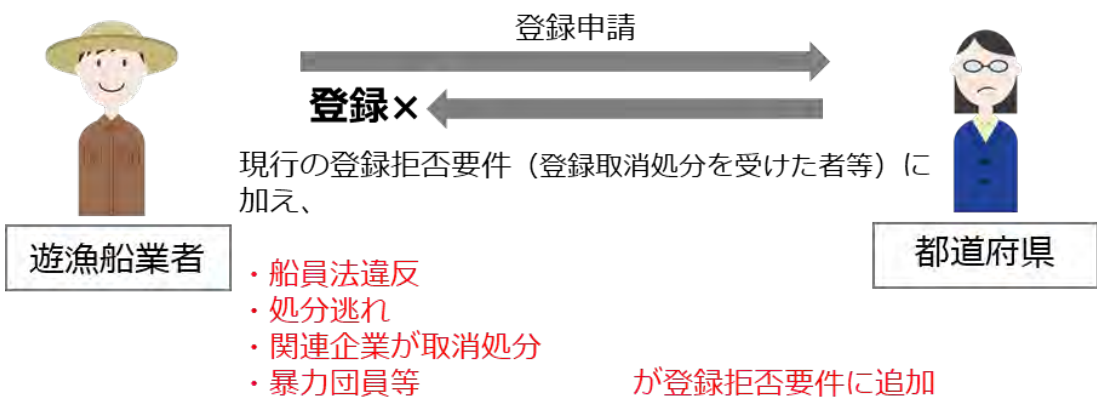 登録申請
登録×
現行の登録拒否要件（登録取消処分を受けた者等）に
加え、
遊漁船業者
都道府県
・船員法違反
・処分逃れ
・関連企業が取消処分
・暴力団員等 が登録拒否要件に追加